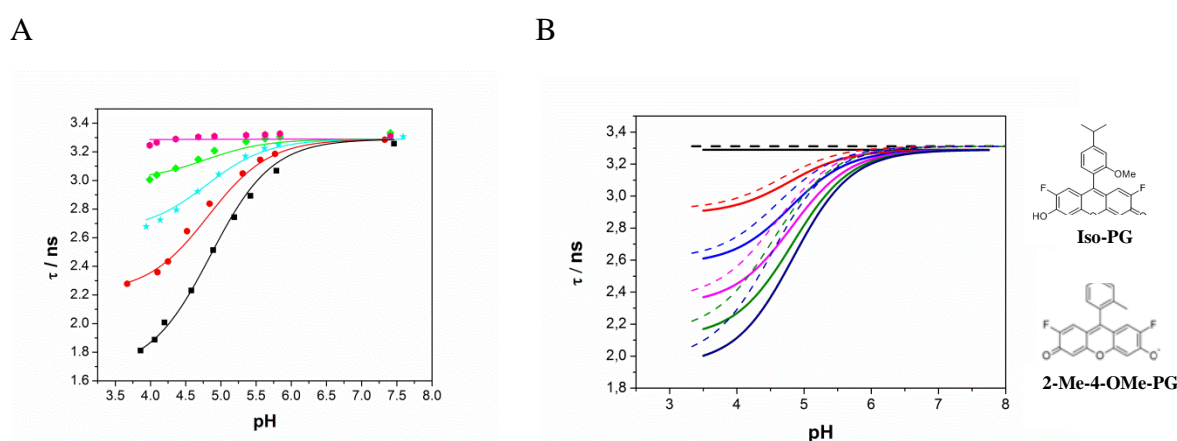 A
B
3.4
3.2
3.0
2.8
2.6
2.4
2.2
2.0
1.8
1.6
τ / ns
3.5 4.0 4.5 5.0 5.5 6.0 6.5 7.0 7.5 8.0
pH
3,4
3,2
3,0
2,8
2,6
2,4
2,2
2,0
1,8
τ / ns
3 4 5 6 7 8
pH
OMe
F F
HO
Iso-PG
F F
O O O⁻
2-Me-4-OMe-PG